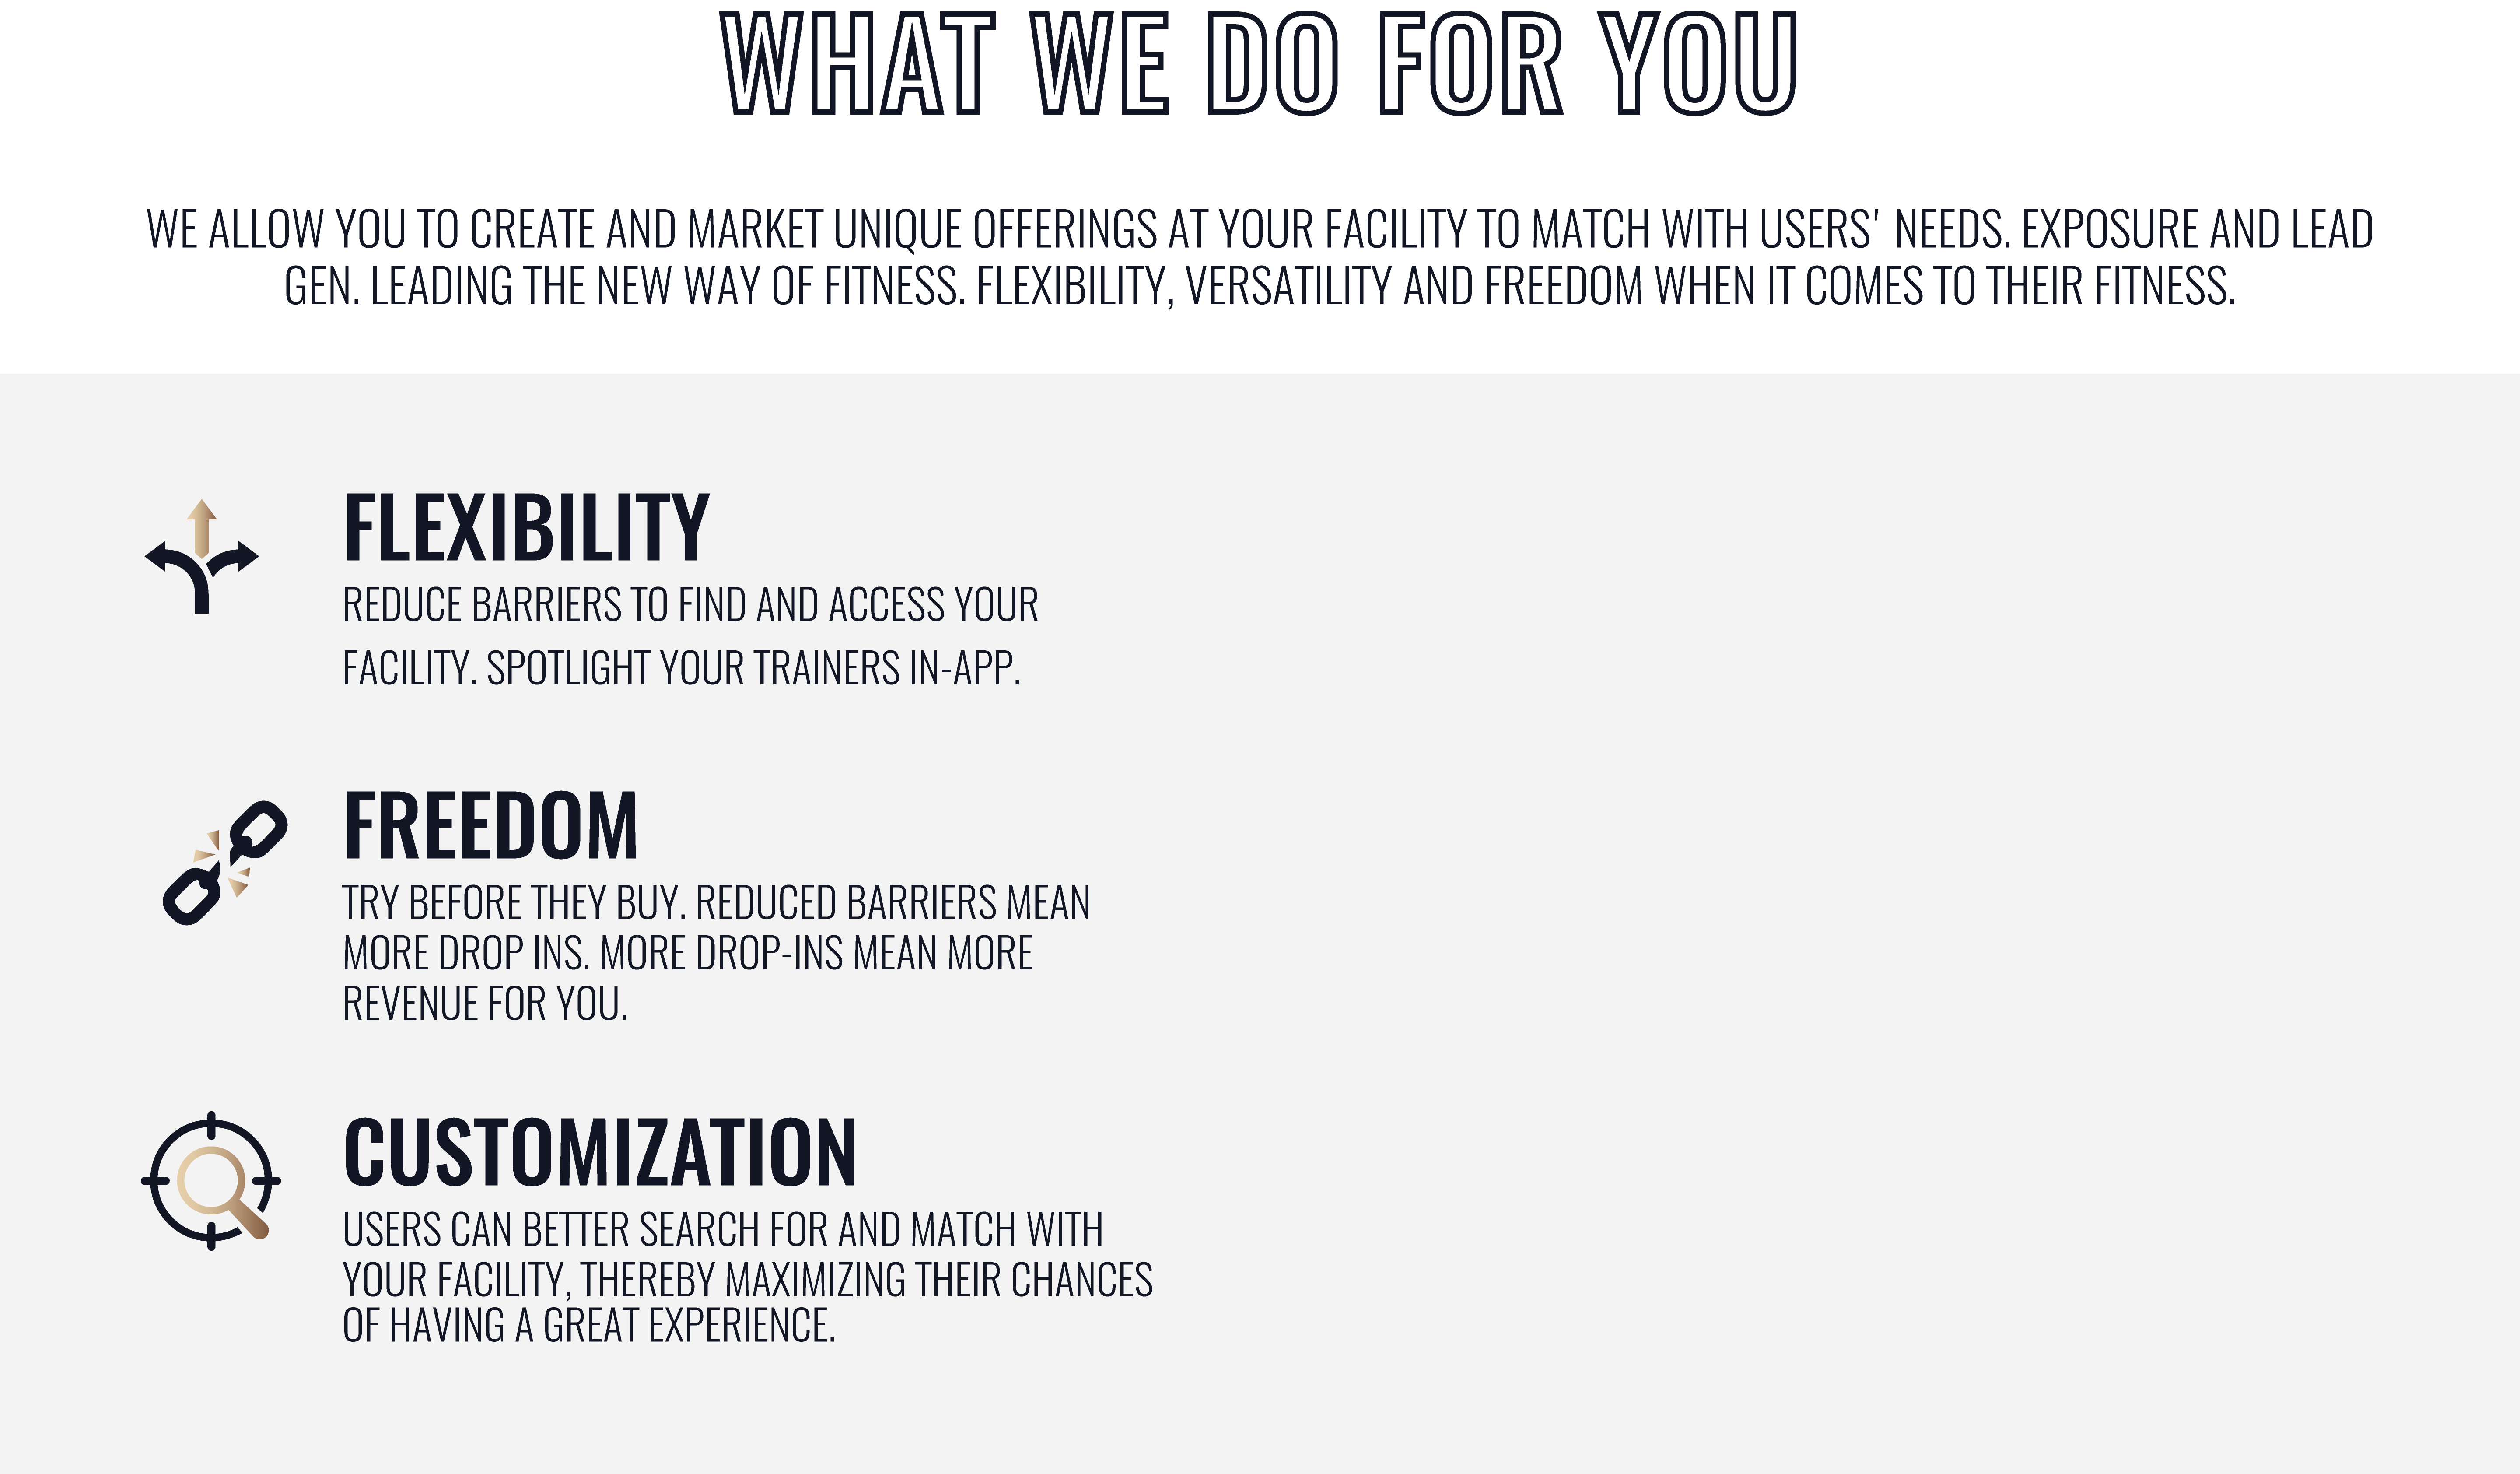 WHAT WE DO FOR YOU
WE ALLOW YOU TO CREATE AND MARKET UNIQUE OFFERINGS AT YOUR FACILITY TO MATCH WITH USERS' NEEDS. EXPOSURE AND LEAD
GEN. LEADING THE NEW WAY OF FITNESS. FLEXIBILITY, VERSATILITY AND FREEDOM WHEN IT COMES TO THEIR FITNESS.
FLEXIBILITY
REDUCE BARRIERS TO FIND AND ACCESS YOUR
FACILITY. SPOTLIGHT YOUR TRAINERS IN-APP.
FREEDOM
TRY BEFORE THEY BUY. REDUCED BARRIERS MEAN
MORE DROP INS. MORE DROP-INS MEAN MORE
REVENUE FOR YOU.
CUSTOMIZATION
USERS CAN BETTER SEARCH FOR AND MATCH WITH
YOUR FACILITY, THEREBY MAXIMIZING THEIR CHANCES
OF HAVING A GREAT EXPERIENCE.